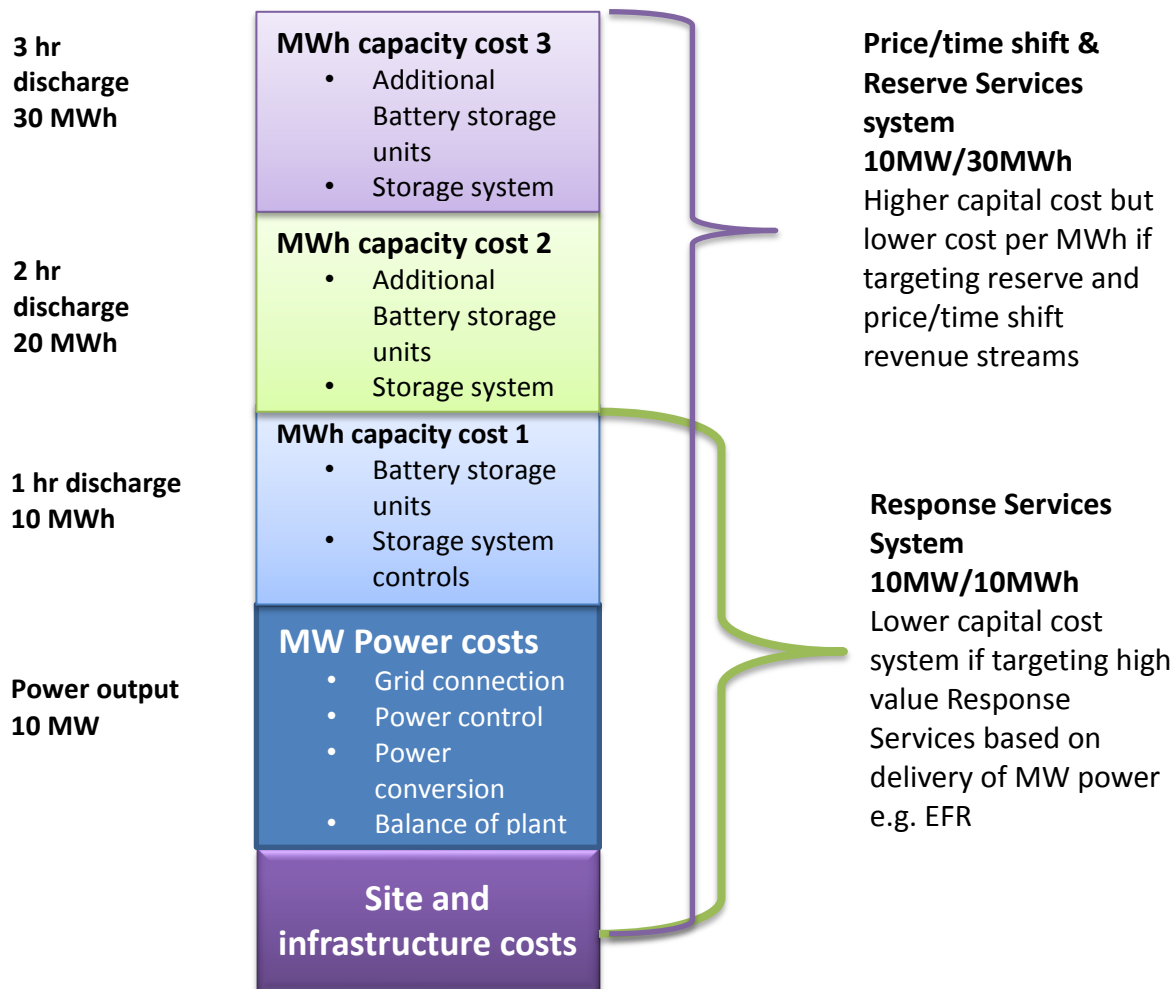 3 hr
discharge
30 MWh
MWh capacity cost 3
• Additional
Battery storage
units
• Storage system
Price/time shift &
Reserve Services
system
10MW/30MWh
Higher capital cost but
lower cost per MWh if
targeting reserve and
price/time shift
revenue streams
2 hr
discharge
20 MWh
MWh capacity cost 2
• Additional
Battery storage
units
• Storage system
1 hr discharge
10 MWh
MWh capacity cost 1
• Battery storage
units
• Storage system
controls
Response Services
System
10MW/10MWh
Lower capital cost
system if targeting high
value Response
Services based on
delivery of MW power
e.g. EFR
Power output
10 MW
MW Power costs
• Grid connection
• Power control
• Power
conversion
• Balance of plant
Site and
infrastructure costs